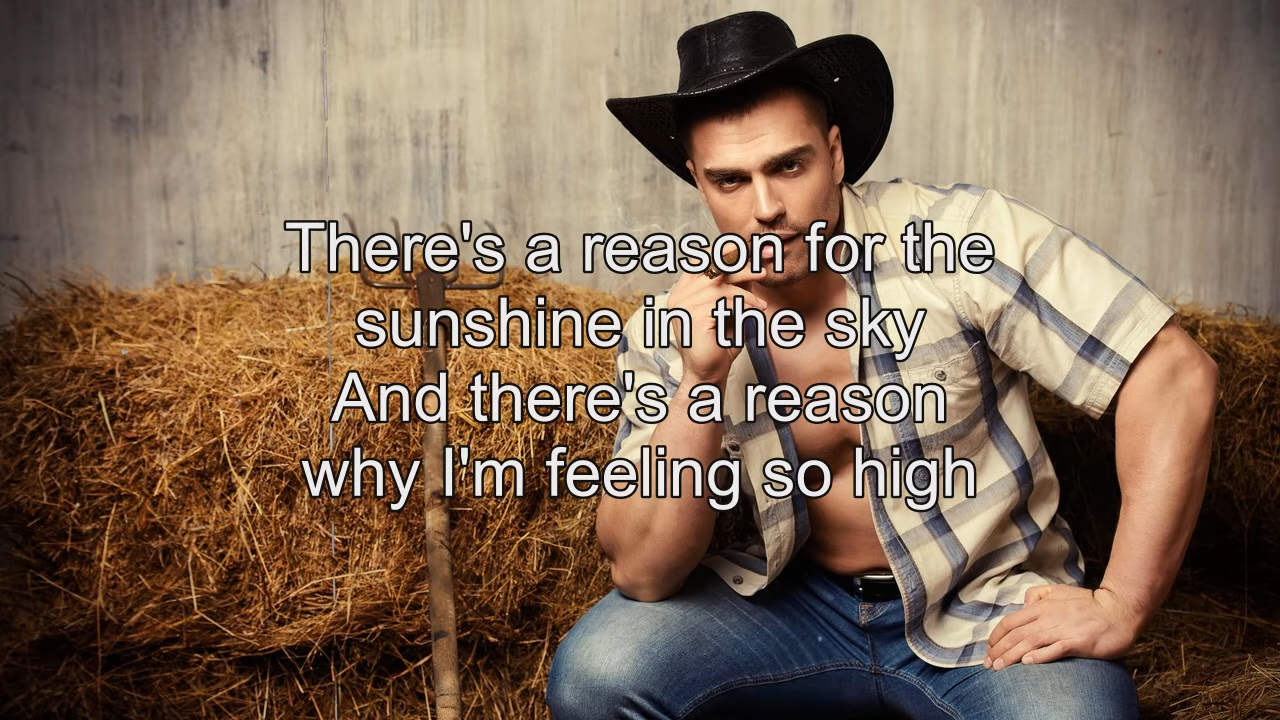 There's a reason for the
sunshine in the sky
And there's a reason
why I'm feeling so high